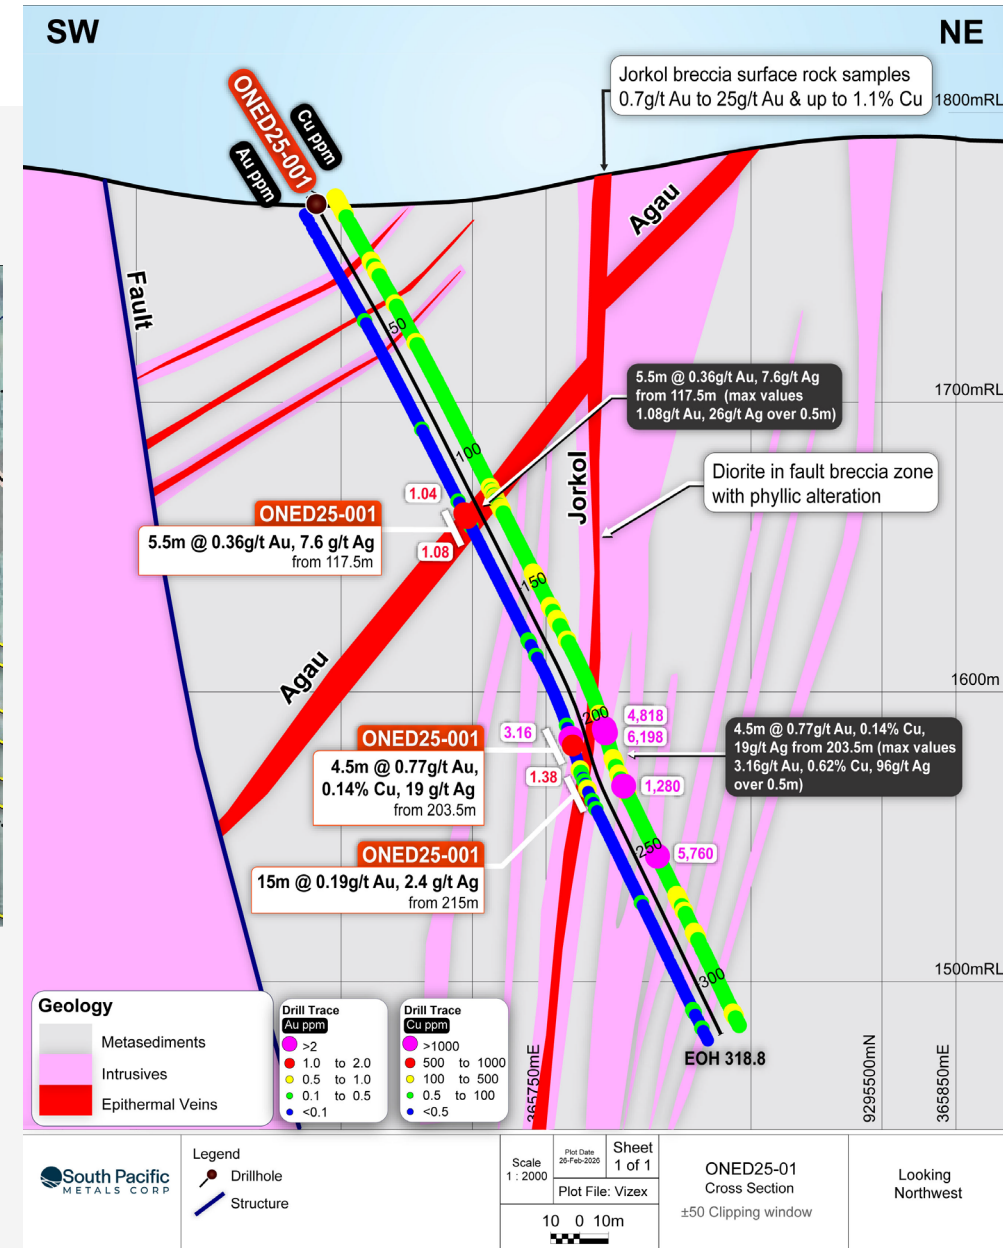 SW
NE
Jorkol breccia surface rock samples
0.7g/t Au to 25g/t Au & up to 1.1% Cu
1800mRL
ONED25-001
Cu ppm
Au ppm
Agau
Fault
50
5.5m @ 0.36g/t Au, 7.6g/t Ag
from 117.5m (max values
1.08g/t Au, 26g/t Ag over 0.5m)
1700mRL
100
Jorkol
Diorite in fault breccia zone
with phyllic alteration
1.04
ONED25-001
5.5m @ 0.36g/t Au, 7.6 g/t Ag
from 117.5m
1.08
150
Agau
1600m
200
4,818
6,198
3.16
ONED25-001
4.5m @ 0.77g/t Au,
0.14% Cu, 19 g/t Ag
from 203.5m
4.5m @ 0.77g/t Au, 0.14% Cu,
19g/t Ag from 203.5m (max values
3.16g/t Au, 0.62% Cu, 96g/t Ag
over 0.5m)
1.38
1,280
250
5,760
ONED25-001
15m @ 0.19g/t Au, 2.4 g/t Ag
from 215m
1500mRL
300
EOH 318.8
365750mE
9295500mN
365850mE
Geology
Metasediments
Intrusives
Epithermal Veins
Drill Trace
Au ppm
>2
1.0 to 2.0
0.5 to 1.0
0.1 to 0.5
<0.1
Drill Trace
Cu ppm
>1000
500 to 1000
100 to 500
0.5 to 100
<0.5
South Pacific
METALS CORP
Legend
Drillhole
Structure
Scale
1 : 2000
Plot Date
26-Feb-2026
Sheet
1 of 1
Plot File: Vizex
10 0 10m
ONED25-01
Cross Section
±50 Clipping window
Looking
Northwest